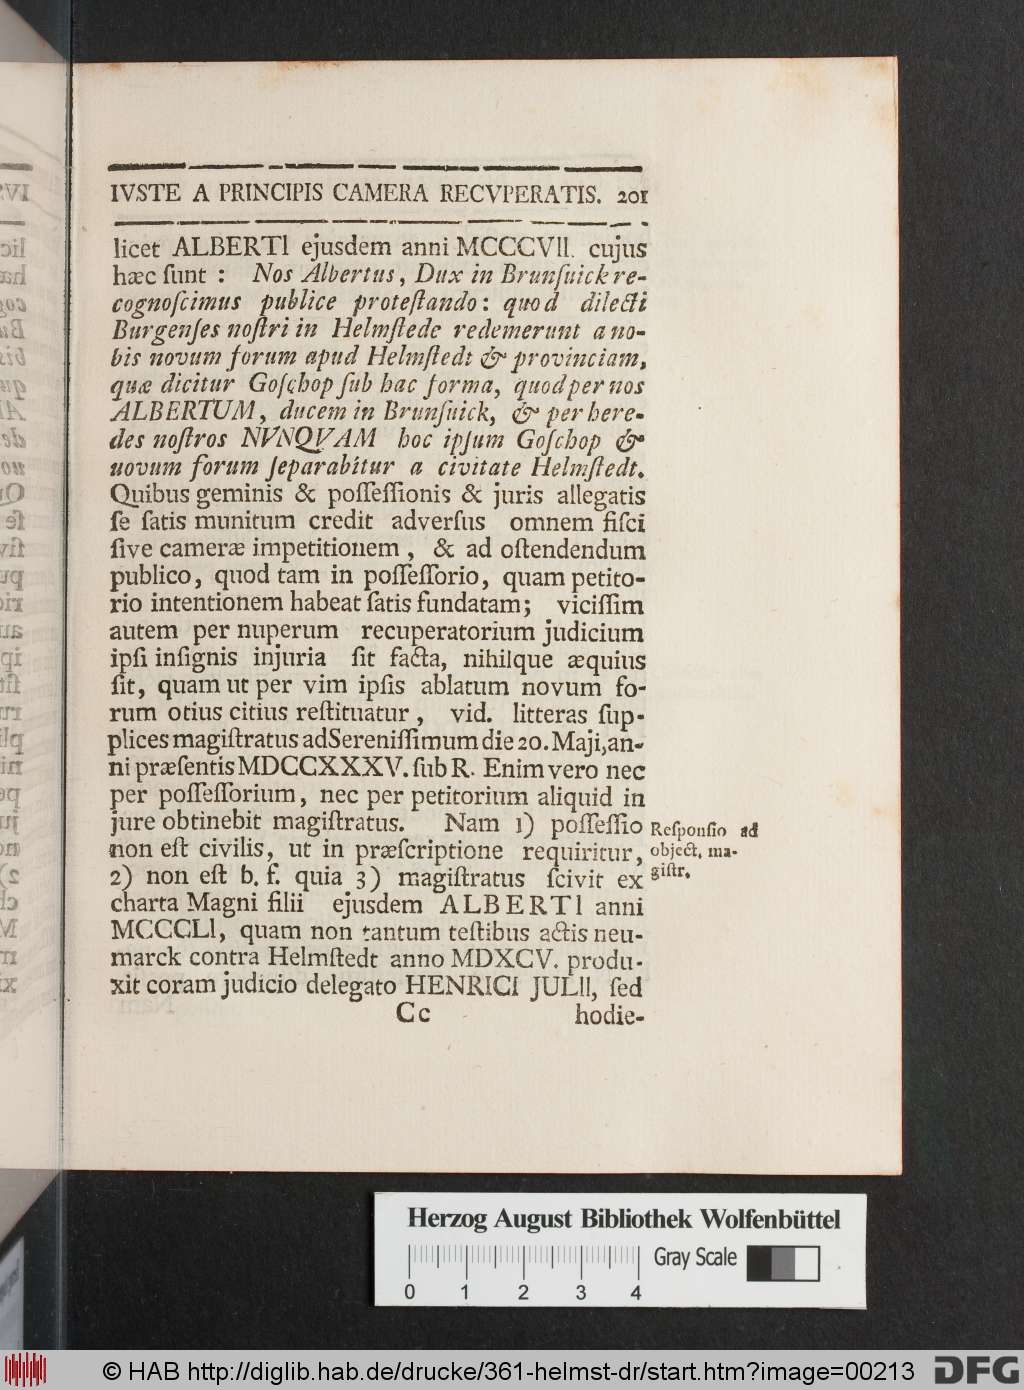 IVSTE A PRINCIPIS CAMERA RECVPERATIS. 201
licet ALBERTI ejusdem anni MCCCVII. cujus
hæc ſunt : Nos Albertus, Dux in Brunſuick re-
cognoſcimus publice proteſtando: quod dilecti
Burgenſes noſtri in Helmſtede redemerunt a no-
bis novum forum apud Helmſtedt & provinciam,
quæ dicitur Goſchop ſub hac forma, quod per nos
ALBERTUM, ducem in Brunſuick, & per here-
des noſtros NVNQVAM hoc ipſum Goſchop &
uovum forum ſeparabitur a civitate Helmſtedt.
Quibus geminis & poſſeſſionis & juris allegatis
ſe ſatis munitum credit adverſus omnem fiſci
ſive cameræ impetitionem, & ad oſtendendum
publico, quod tam in poſſeſſorio, quam petito-
rio intentionem habeat ſatis fundatam; viciſſim
autem per nuperum recuperatorium judicium
ipſi inſignis injuria ſit facta, nihilque æquius
ſit, quam ut per vim ipſis ablatum novum fo-
rum otius citius reſtituatur, vid. litteras ſup-
plices magiſtratus ad Sereniſſimum die 20. Maji, an-
ni præſentis MDCCXXXV. ſub R. Enim vero nec
per poſſeſſorium, nec per petitorium aliquid in
jure obtinebit magiſtratus. Nam 1) poſſeſſio
non eſt civilis, ut in præſcriptione requiritur,
2) non eſt b. f. quia 3) magiſtratus ſcivit ex
charta Magni filii ejusdem ALBERTI anni
MCCCLI, quam non tantum teſtibus actis neu-
marck contra Helmſtedt anno MDXCV. produ-
xit coram judicio delegato HENRICI JULII, ſed
Cc hodie-
Reſponſio ad
object. ma-
giſtr.
Herzog August Bibliothek Wolfenbüttel
Gray Scale
0 1 2 3 4
© HAB http://diglib.hab.de/drucke/361-helmst-dr/start.htm?image=00213
DFG